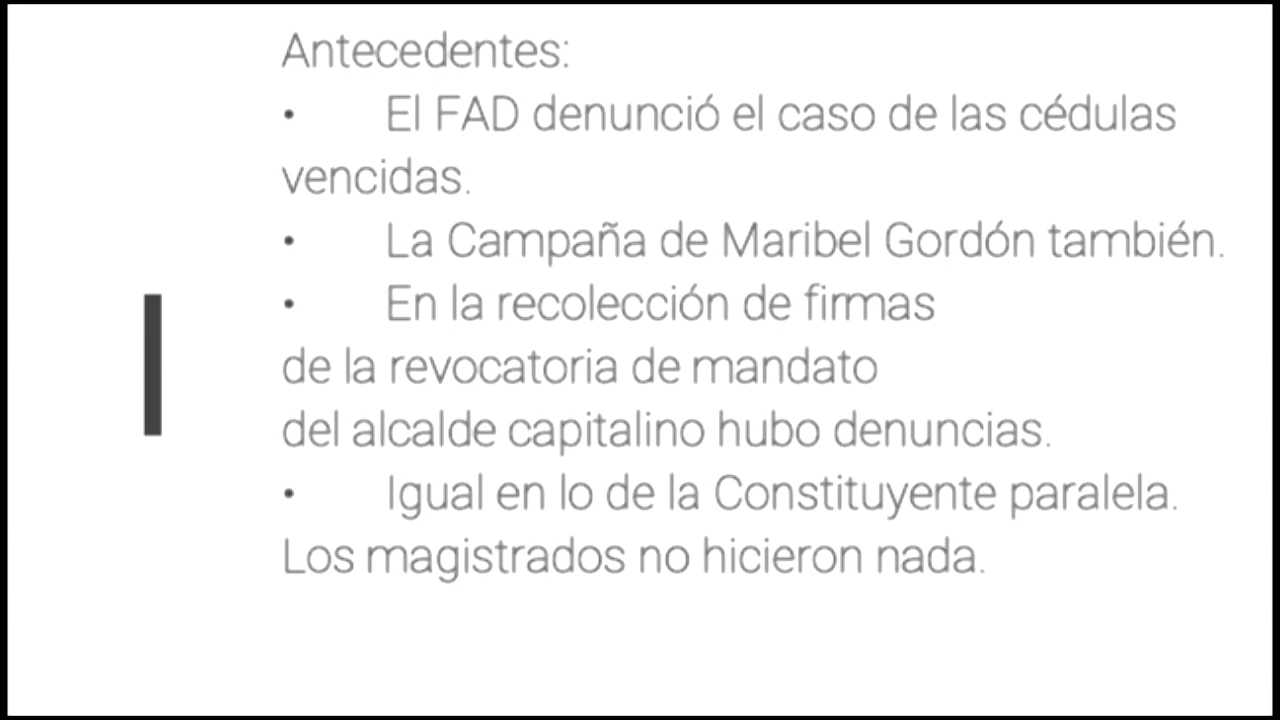 Antecedentes:
• El FAD denunció el caso de las cédulas
vencidas.
• La Campaña de Maribel Gordón también.
• En la recolección de firmas
de la revocatoria de mandato
del alcalde capitalino hubo denuncias.
• Igual en lo de la Constituyente paralela.
Los magistrados no hicieron nada.